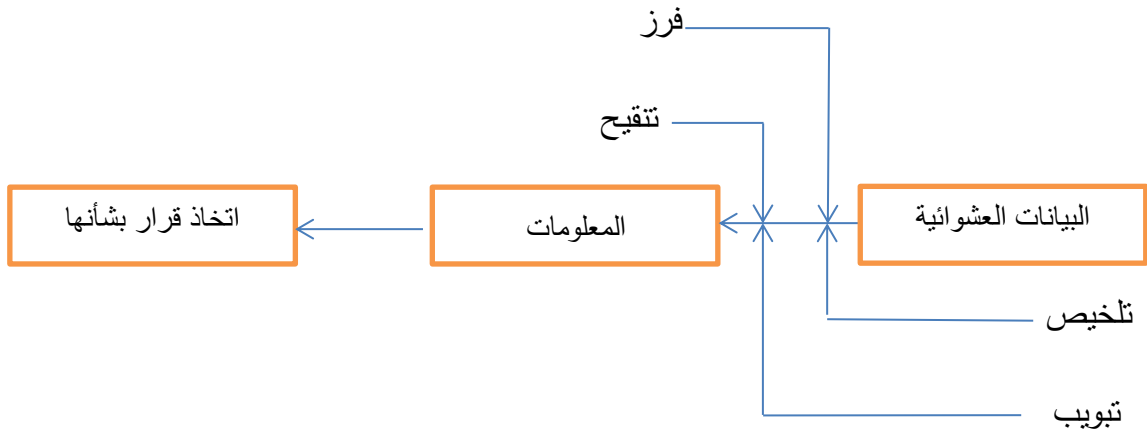 فرز
تنقيح
البيانات العشوائية
المعلومات
اتخاذ قرار بشأنها
تلخيص
تبويب